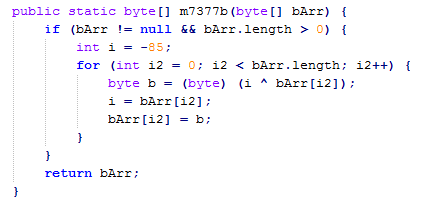 public static byte[] m7377b(byte[] bArr) {
    if (bArr != null && bArr.length > 0) {
        int i = -85;
        for (int i2 = 0; i2 < bArr.length; i2++) {
            byte b = (byte) (i ^ bArr[i2]);
            i = bArr[i2];
            bArr[i2] = b;
        }
    }
    return bArr;
}